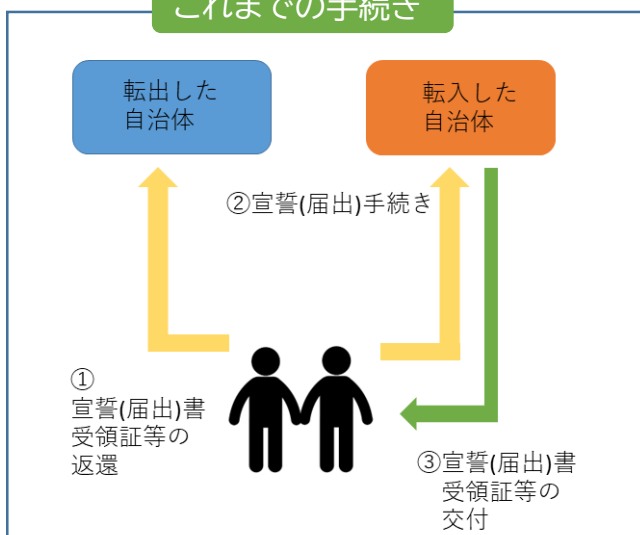 これまでの手続き
転出した
自治体
転入した
自治体
②宣誓(届出)手続き
①
宣誓(届出)書
受領証等の
返還
③宣誓(届出)書
受領証等の
交付